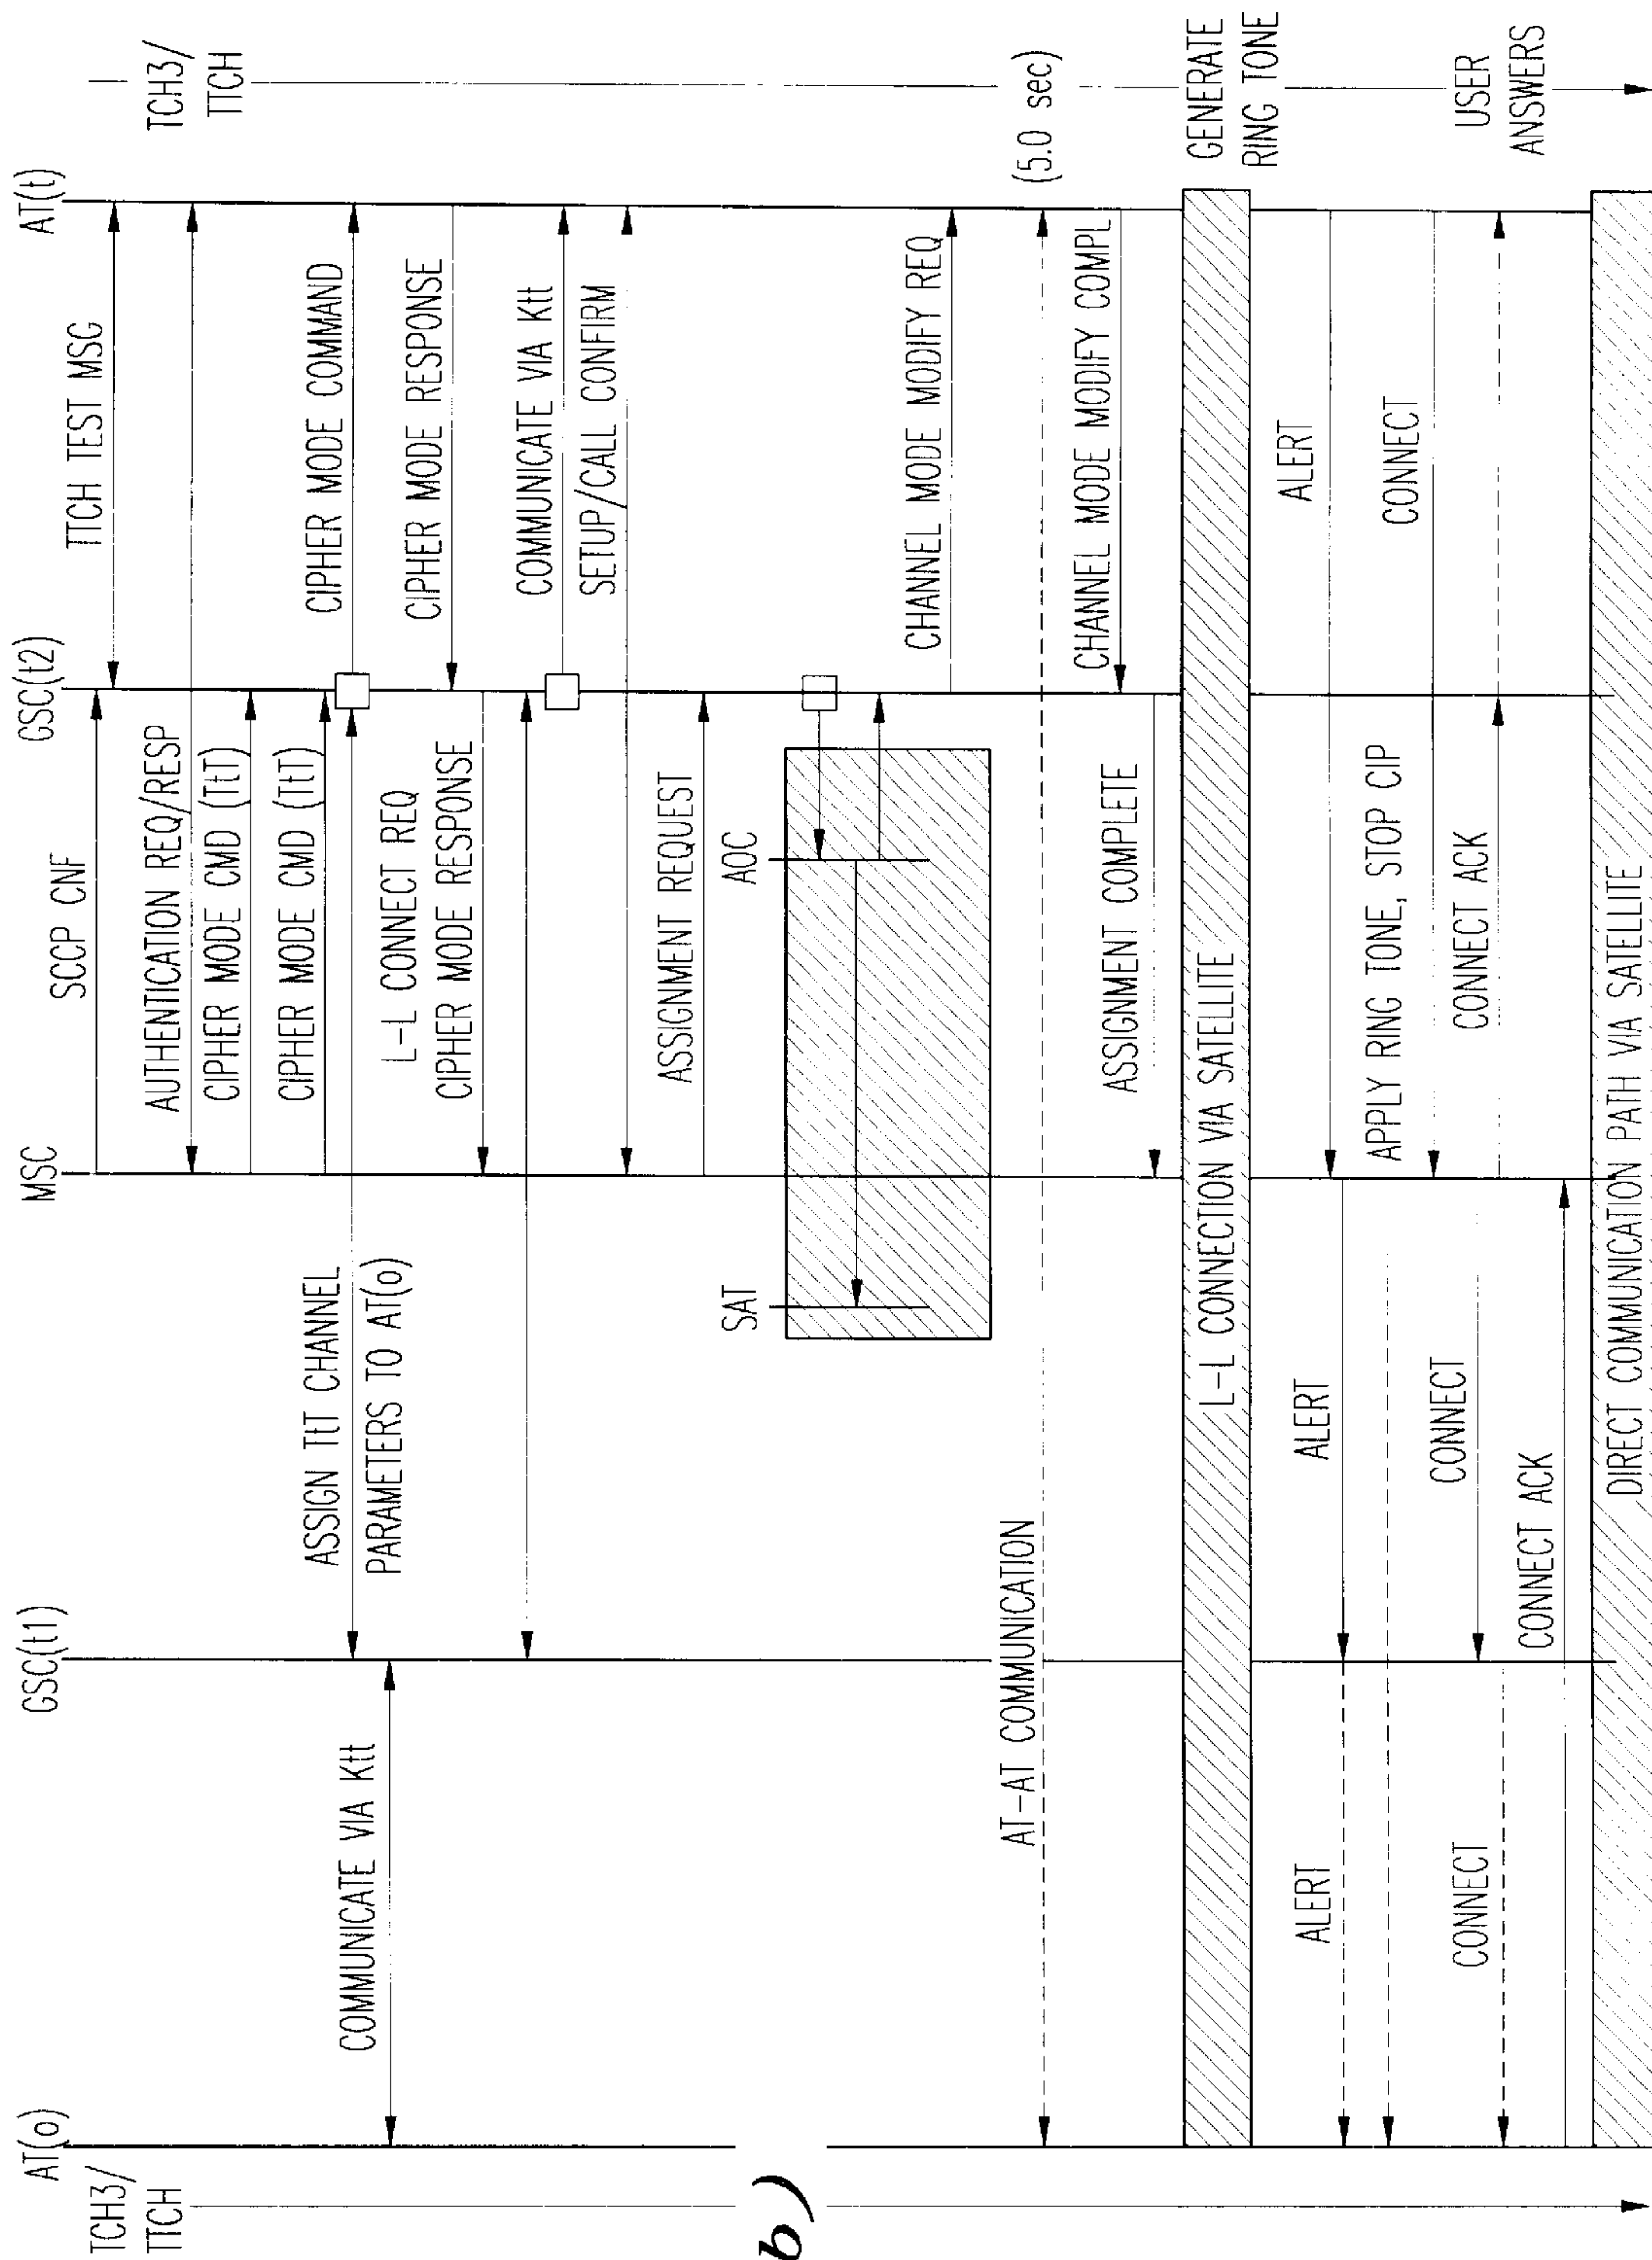 AT(o)
GSC(t1)
MSC
GSC(t2)
AT(t)
TCH3/
TTCH
TCH3/
TTCH
SCCP CNF
TTCH TEST MSG
AUTHENTICATION REQ/RESP
CIPHER MODE CMD (TtT)
CIPHER MODE CMD (TtT)
ASSIGN TtT CHANNEL
PARAMETERS TO AT(o)
CIPHER MODE COMMAND
COMMUNICATE VIA Ktt
L-L CONNECT REQ
CIPHER MODE RESPONSE
CIPHER MODE RESPONSE
COMMUNICATE VIA Ktt
SETUP/CALL CONFIRM
ASSIGNMENT REQUEST
SAT
AOC
CHANNEL MODE MODIFY REQ
AT-AT COMMUNICATION
(5.0 sec)
CHANNEL MODE MODIFY COMPL
ASSIGNMENT COMPLETE
L-L CONNECTION VIA SATELLITE
GENERATE
RING TONE
ALERT
ALERT
ALERT
APPLY RING TONE, STOP CIP
CONNECT
CONNECT
CONNECT
CONNECT ACK
USER
ANSWERS
CONNECT ACK
DIRECT COMMUNICATION PATH VIA SATELLITE